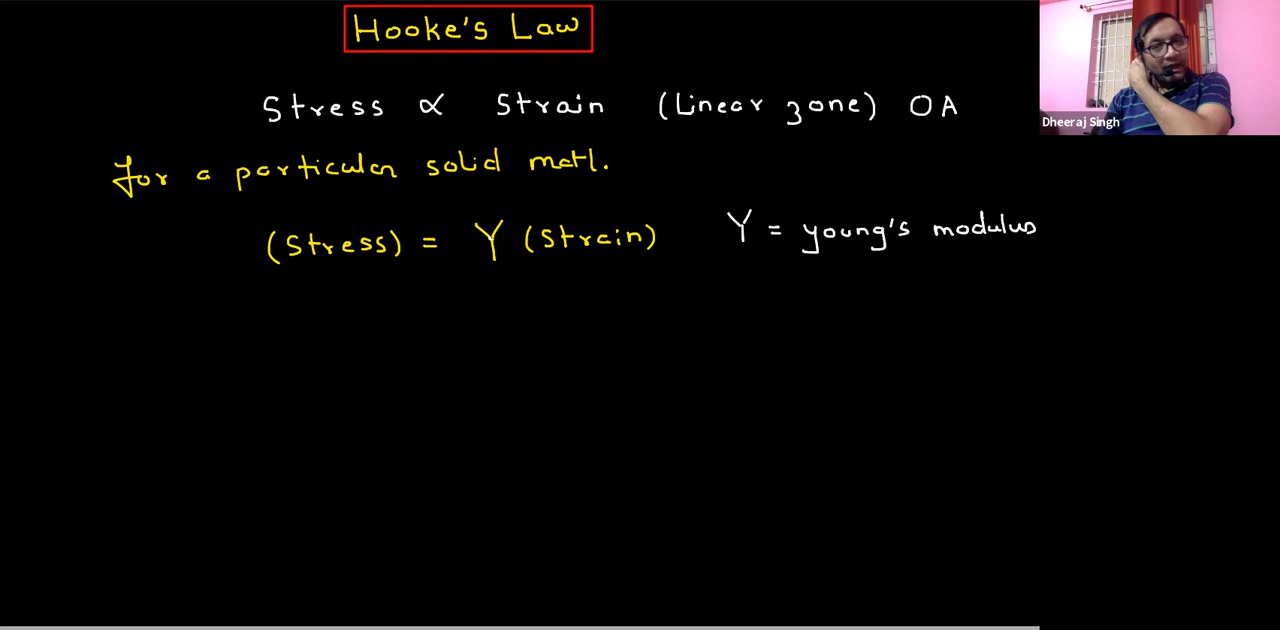 Hooke's Law
Stress ∝ Strain (Linear zone) OA
for a particular solid matl.
(Stress) = Y (Strain) Y = young's modulus
Dheeraj Singh